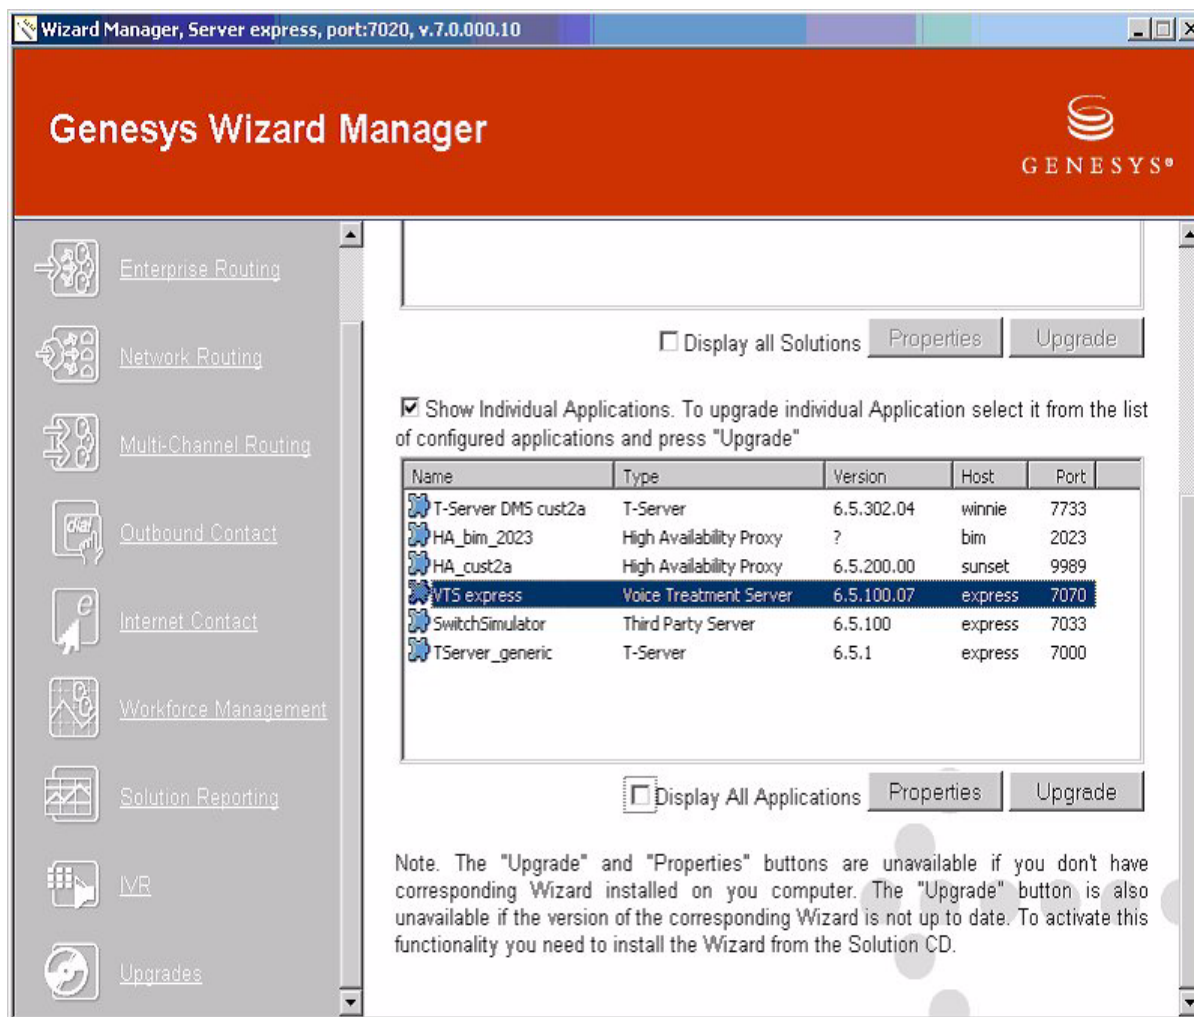 Wizard Manager, Server express, port:7020, v.7.0.000.10
Genesys Wizard Manager
GENESYS®
Enterprise Routing
Network Routing
Multi-Channel Routing
dial
Outbound Contact
e
Internet Contact
Workforce Management
Solution Reporting
IVR
Upgrades
Display all Solutions Properties Upgrade
Show Individual Applications. To upgrade individual Application select it from the list
of configured applications and press "Upgrade"
Name Type Version Host Port
T-Server DMS cust2a T-Server 6.5.302.04 winnie 7733
HA_bim_2023 High Availability Proxy ? bim 2023
HA_cust2a High Availability Proxy 6.5.200.00 sunset 9989
VTS express Voice Treatment Server 6.5.100.07 express 7070
SwitchSimulator Third Party Server 6.5.100 express 7033
TServer_generic T-Server 6.5.1 express 7000
Display All Applications Properties Upgrade
Note. The "Upgrade" and "Properties" buttons are unavailable if you don't have
corresponding Wizard installed on you computer. The "Upgrade" button is also
unavailable if the version of the corresponding Wizard is not up to date. To activate this
functionality you need to install the Wizard from the Solution CD.